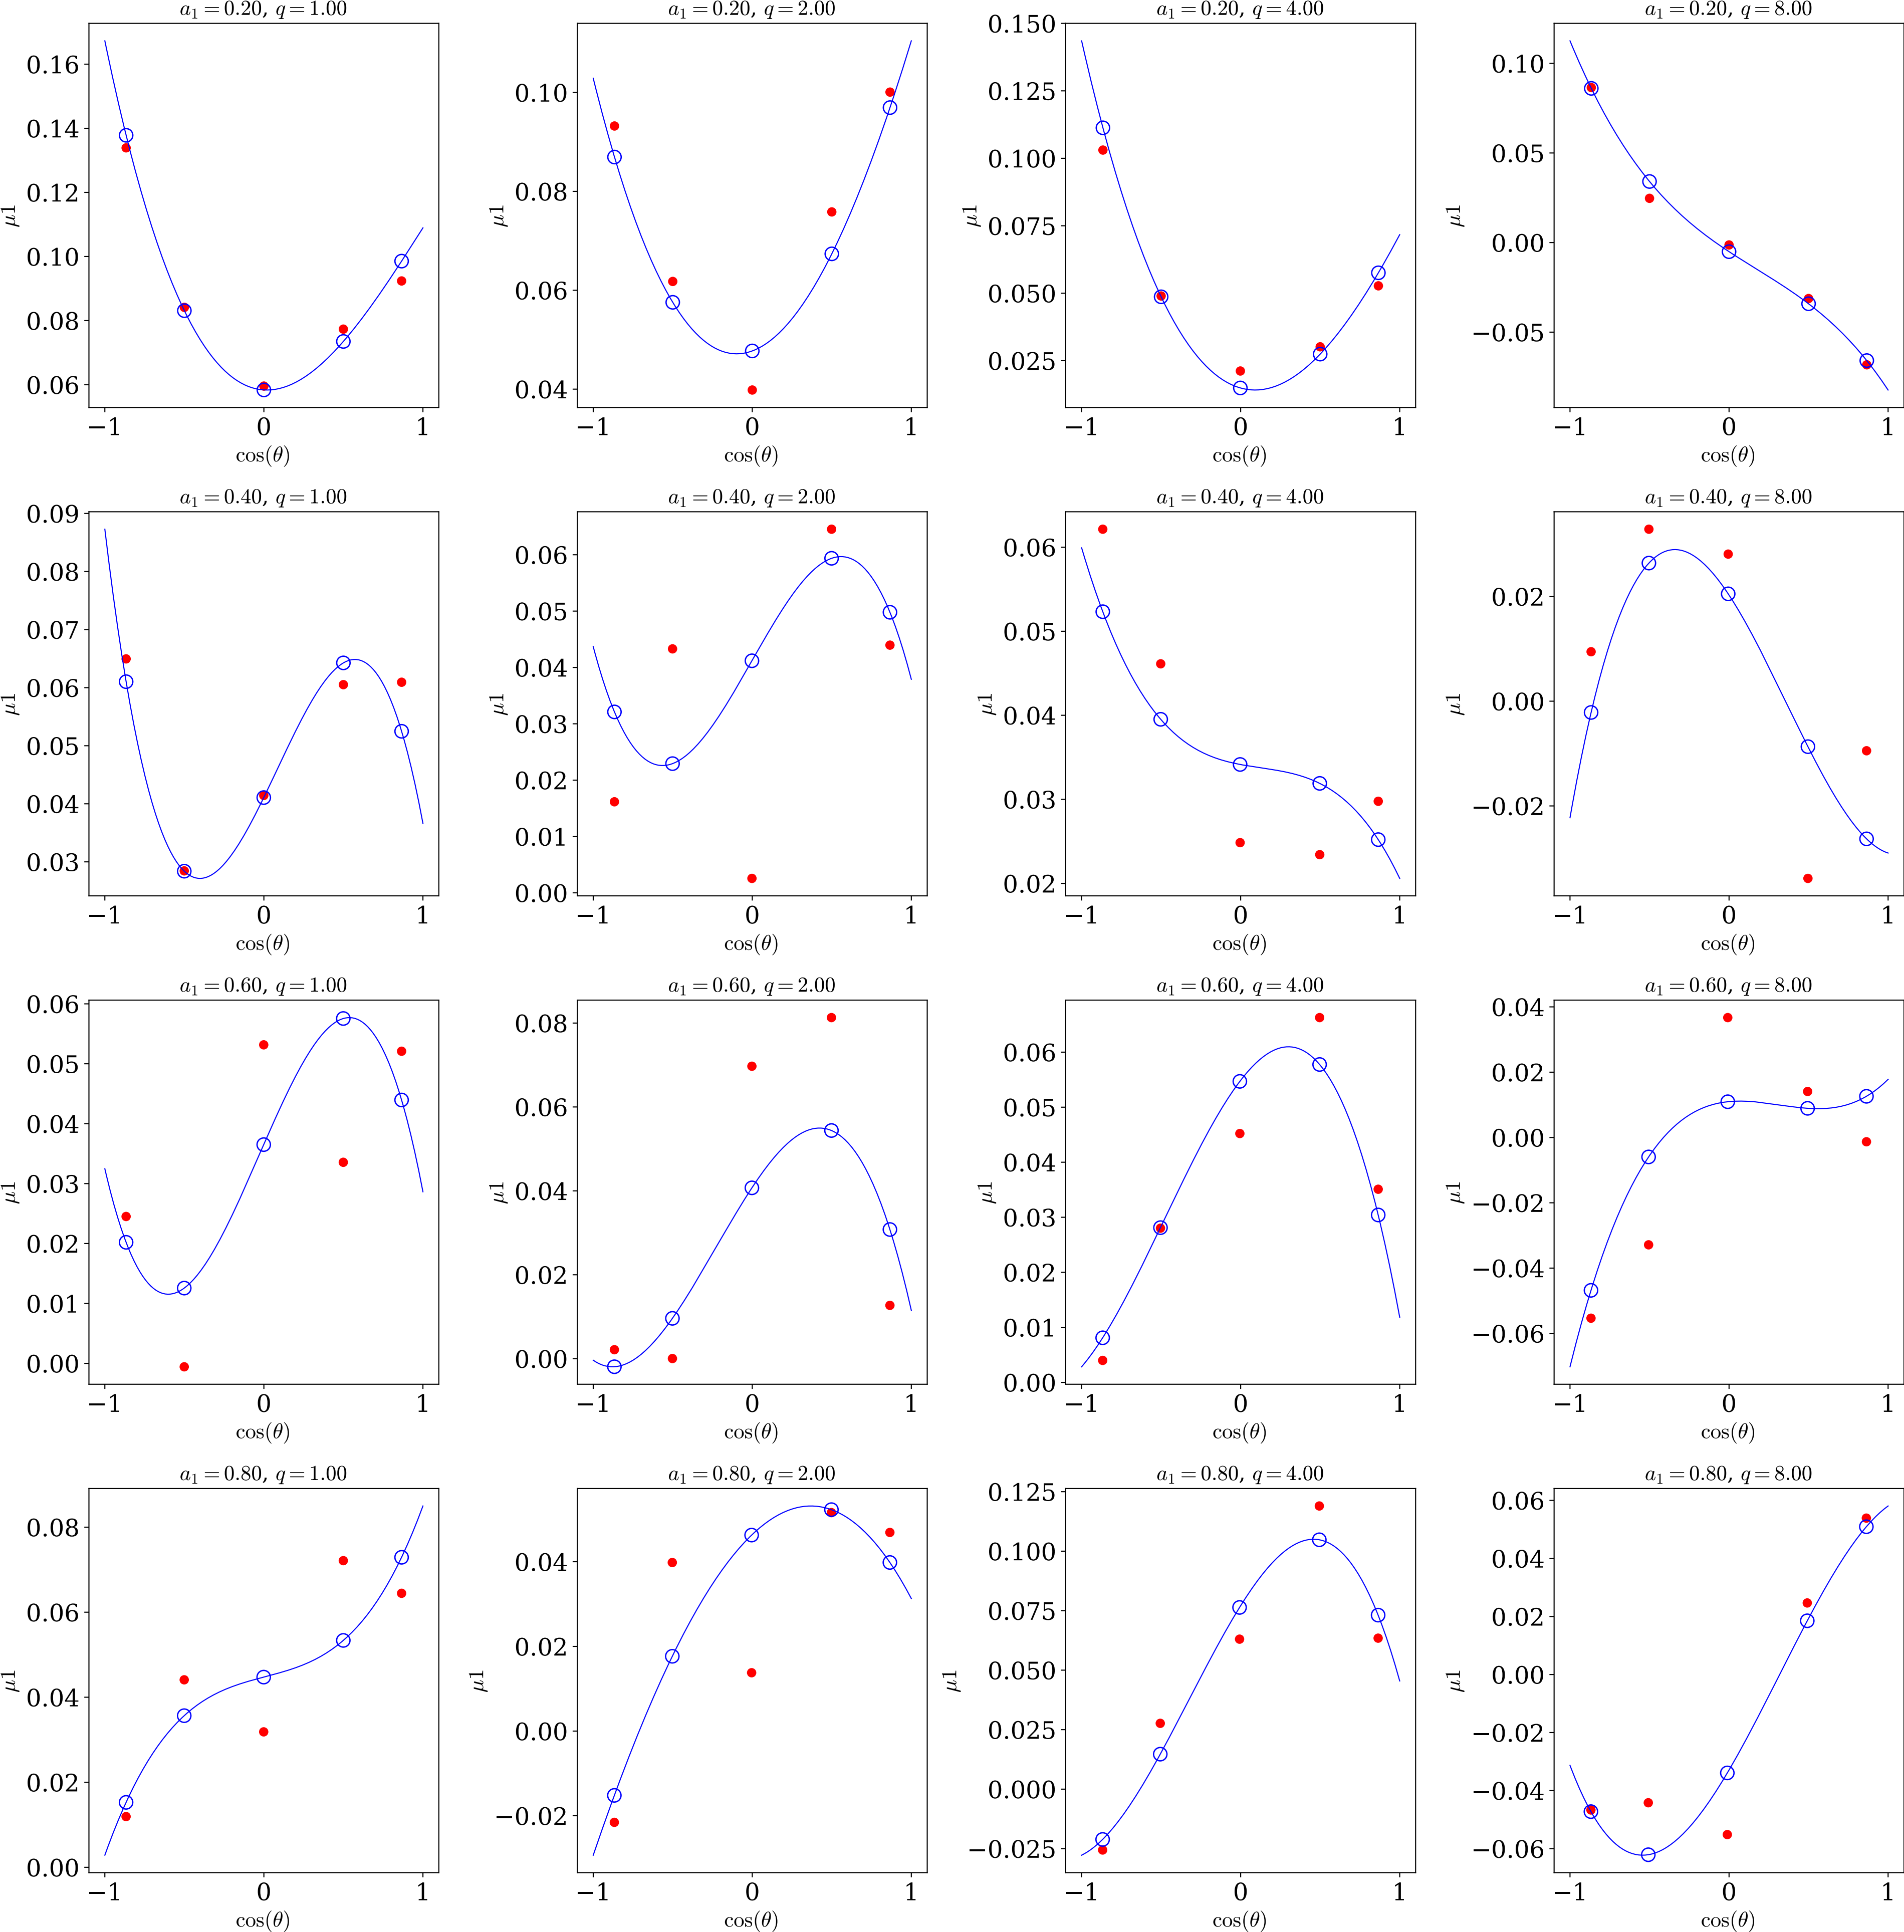 a₁ = 0.20, q = 1.00
0.16
0.14
0.12
0.10
0.08
0.06
μ1
−1 0 1
cos(θ)
a₁ = 0.20, q = 2.00
0.10
0.08
0.06
0.04
μ1
−1 0 1
cos(θ)
a₁ = 0.20, q = 4.00
0.150
0.125
0.100
0.075
0.050
0.025
μ1
−1 0 1
cos(θ)
a₁ = 0.20, q = 8.00
0.10
0.05
0.00
−0.05
μ1
−1 0 1
cos(θ)
a₁ = 0.40, q = 1.00
0.09
0.08
0.07
0.06
0.05
0.04
0.03
μ1
−1 0 1
cos(θ)
a₁ = 0.40, q = 2.00
0.06
0.05
0.04
0.03
0.02
0.01
0.00
μ1
−1 0 1
cos(θ)
a₁ = 0.40, q = 4.00
0.06
0.05
0.04
0.03
0.02
μ1
−1 0 1
cos(θ)
a₁ = 0.40, q = 8.00
0.02
0.00
−0.02
μ1
−1 0 1
cos(θ)
a₁ = 0.60, q = 1.00
0.06
0.05
0.04
0.03
0.02
0.01
0.00
μ1
−1 0 1
cos(θ)
a₁ = 0.60, q = 2.00
0.08
0.06
0.04
0.02
0.00
μ1
−1 0 1
cos(θ)
a₁ = 0.60, q = 4.00
0.06
0.05
0.04
0.03
0.02
0.01
0.00
μ1
−1 0 1
cos(θ)
a₁ = 0.60, q = 8.00
0.04
0.02
0.00
−0.02
−0.04
−0.06
μ1
−1 0 1
cos(θ)
a₁ = 0.80, q = 1.00
0.08
0.06
0.04
0.02
0.00
μ1
−1 0 1
cos(θ)
a₁ = 0.80, q = 2.00
0.04
0.02
0.00
−0.02
μ1
−1 0 1
cos(θ)
a₁ = 0.80, q = 4.00
0.125
0.100
0.075
0.050
0.025
0.000
−0.025
μ1
−1 0 1
cos(θ)
a₁ = 0.80, q = 8.00
0.06
0.04
0.02
0.00
−0.02
−0.04
−0.06
μ1
−1 0 1
cos(θ)